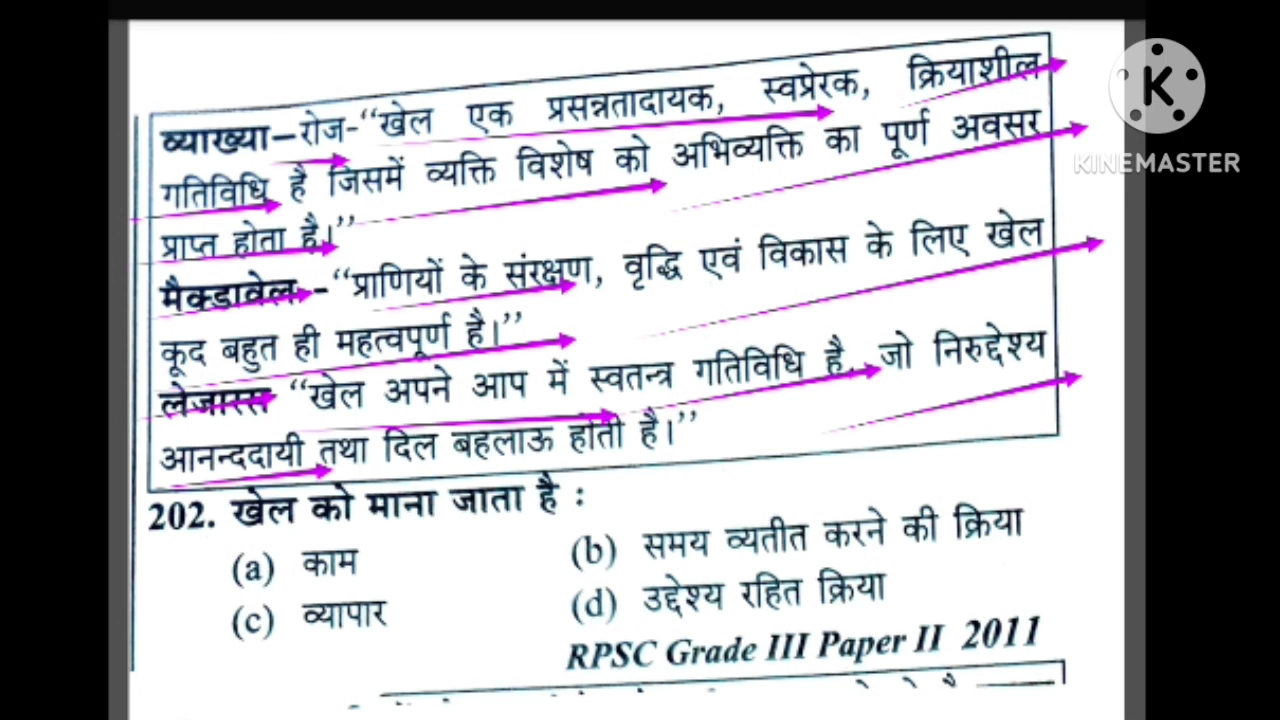 व्याख्या–रोज-‘‘खेल एक प्रसन्नतादायक, स्वप्रेरक, क्रियाशील
गतिविधि है जिसमें व्यक्ति विशेष को अभिव्यक्ति का पूर्ण अवसर
प्राप्त होता है।’’
मैक्डावेल -‘‘प्राणियों के संरक्षण, वृद्धि एवं विकास के लिए खेल
कूद बहुत ही महत्वपूर्ण है।’’
लेजारस ‘‘खेल अपने आप में स्वतन्त्र गतिविधि है, जो निरुद्देश्य
आनन्ददायी तथा दिल बहलाऊ होती है।’’
202. खेल को माना जाता है :
(a) काम (b) समय व्यतीत करने की क्रिया
(c) व्यापार (d) उद्देश्य रहित क्रिया
RPSC Grade III Paper II 2011
K
KINEMASTER